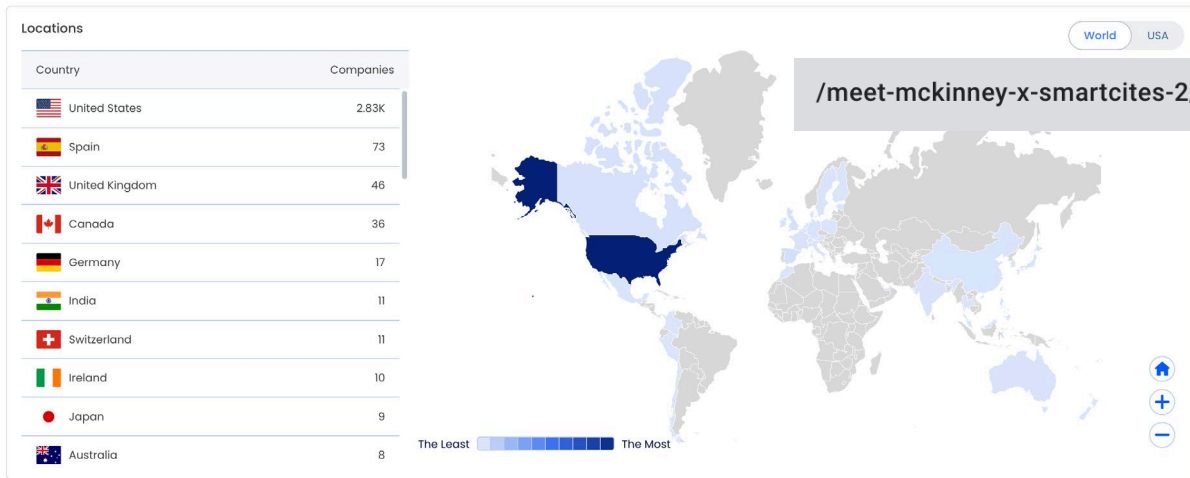 Locations
World USA
Country Companies
/meet-mckinney-x-smartcites-2
United States 2.83K
Spain 73
United Kingdom 46
Canada 36
Germany 17
India 11
Switzerland 11
Ireland 10
Japan 9
Australia 8
The Least The Most